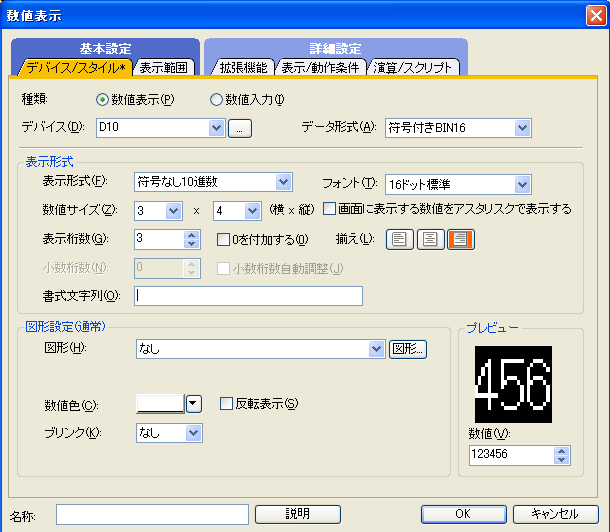 数値表示
基本設定 詳細設定
デバイス/スタイル* 表示範囲 拡張機能 表示/動作条件 演算/スクリプト
種類: 数値表示(P) 数値入力(I)
デバイス(D): D10 ... データ形式(A): 符号付きBIN16
表示形式
表示形式(F): 符号なし10進数 フォント(T): 16ドット標準
数値サイズ(Z): 3 x 4 (横 x 縦) 画面に表示する数値をアスタリスクで表示する
表示桁数(G): 3 0を付加する(0) 揃え(L):
小数桁数(N): 0 小数桁数自動調整(J)
書式文字列(O):
図形設定(通常) プレビュー
図形(H): なし 図形...
456
数値色(C): 反転表示(S)
ブリンク(K): なし 数値(V):
123456
名称: 説明 OK キャンセル